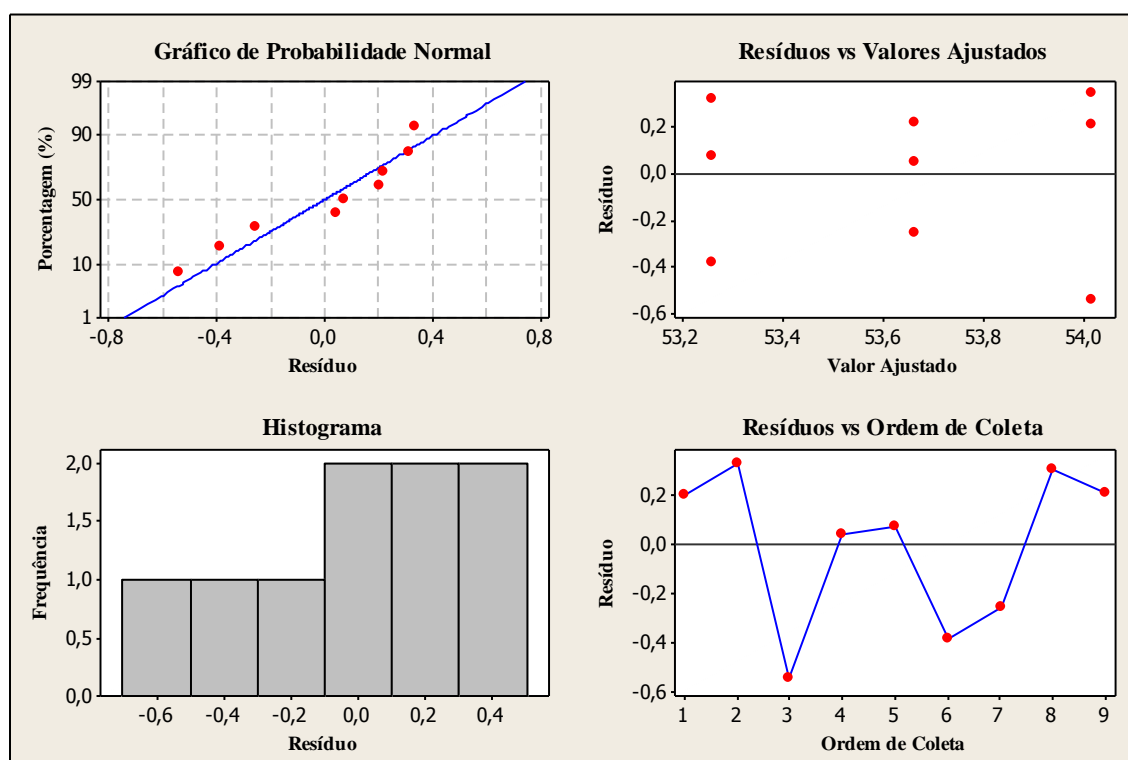 Gráfico de Probabilidade Normal
Porcentagem (%)
99
90
50
10
1
-0,8 -0,4 0,0 0,4 0,8
Resíduo
Resíduos vs Valores Ajustados
Resíduo
0,2
0,0
-0,2
-0,4
-0,6
53,2 53,4 53,6 53,8 54,0
Valor Ajustado
Histograma
Frequência
2,0
1,5
1,0
0,5
0,0
-0,6 -0,4 -0,2 0,0 0,2 0,4
Resíduo
Resíduos vs Ordem de Coleta
Resíduo
0,2
0,0
-0,2
-0,4
-0,6
1 2 3 4 5 6 7 8 9
Ordem de Coleta